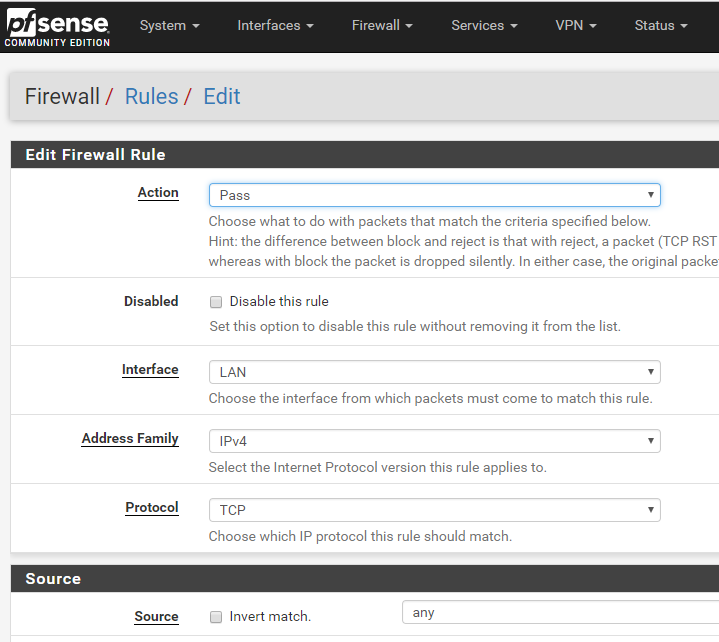 pfsense
COMMUNITY EDITION
System Interfaces Firewall Services VPN Status
Firewall / Rules / Edit
Edit Firewall Rule
Action
Pass
Choose what to do with packets that match the criteria specified below.
Hint: the difference between block and reject is that with reject, a packet (TCP RST
whereas with block the packet is dropped silently. In either case, the original packe
Disabled
Disable this rule
Set this option to disable this rule without removing it from the list.
Interface
LAN
Choose the interface from which packets must come to match this rule.
Address Family
IPv4
Select the Internet Protocol version this rule applies to.
Protocol
TCP
Choose which IP protocol this rule should match.
Source
Source
Invert match.
any